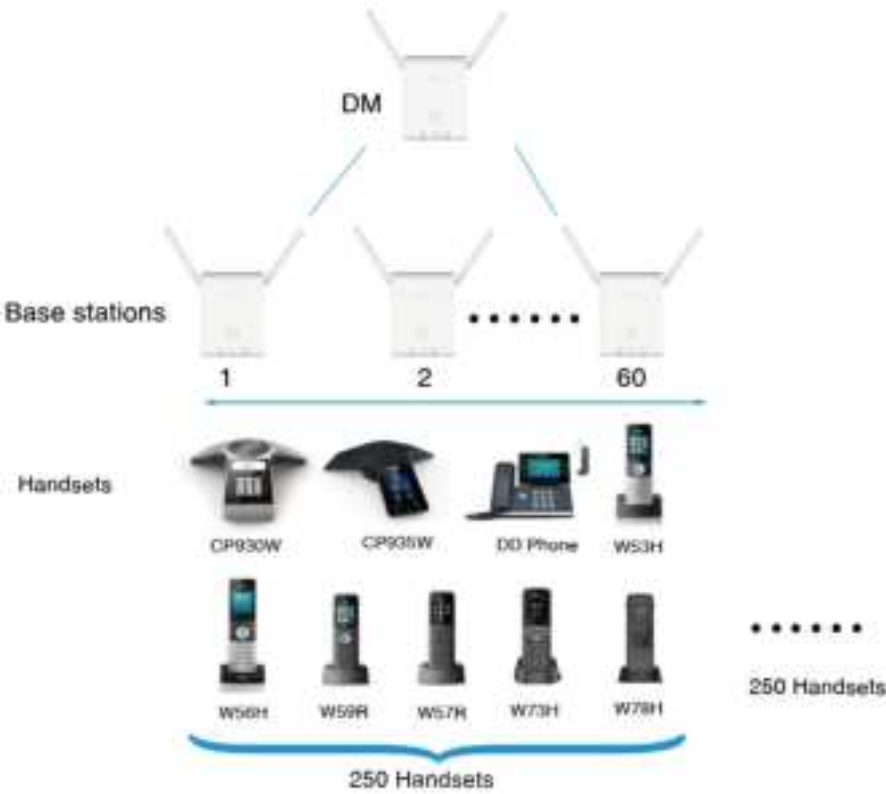 DM
Base stations
1 2 60
Handsets
CP930W CP935W DD Phone W53H
W56H W59R W57R W73H W78H
250 Handsets
250 Handsets